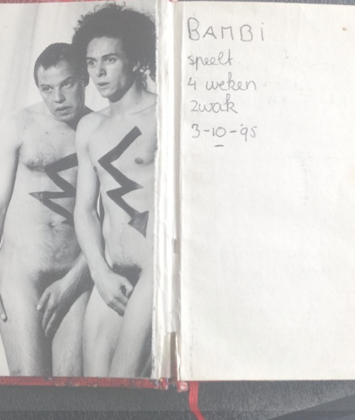 BAMBI
speelt
4 weken
zwak
3-10-'95